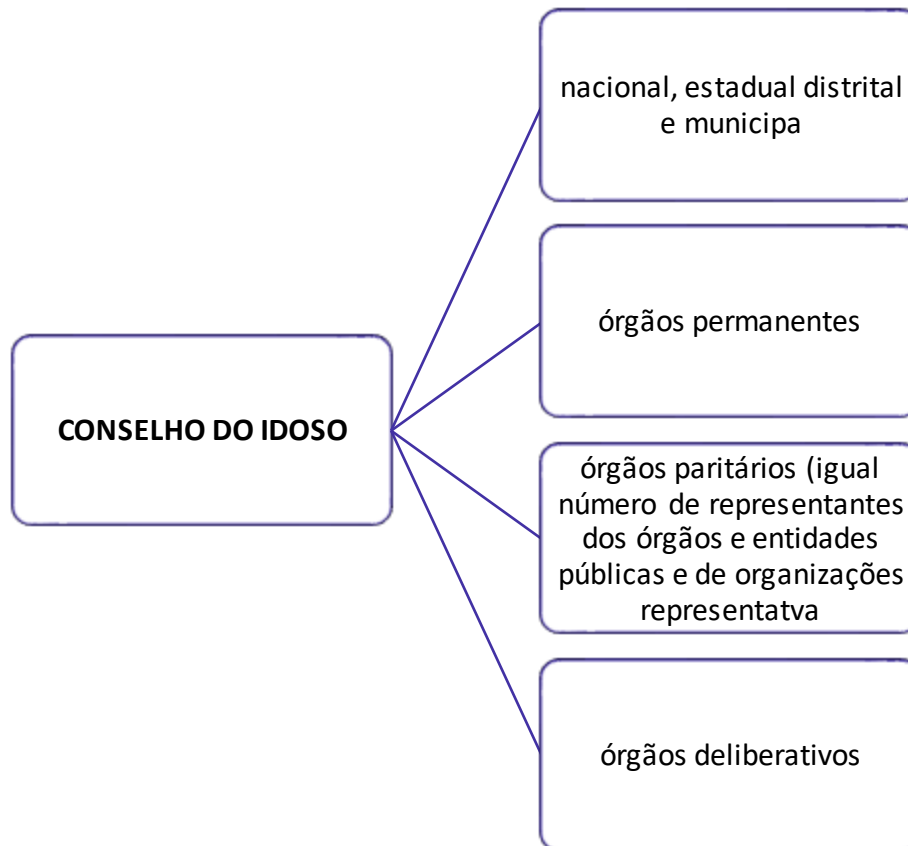 nacional, estadual distrital
e municipa
órgãos permanentes
CONSELHO DO IDOSO
órgãos paritários (igual
número de representantes
dos órgãos e entidades
públicas e de organizações
representatva
órgãos deliberativos